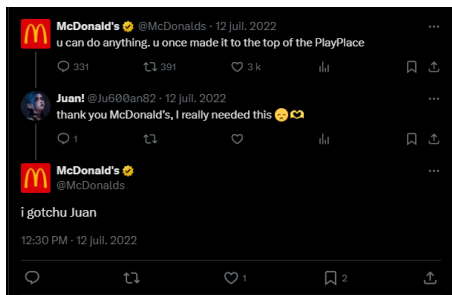 McDonald's @McDonalds · 12 juil. 2022
u can do anything. u once made it to the top of the PlayPlace
331 391 3 k
Juan! @Ju600an82 · 12 juil. 2022
thank you McDonald's, I really needed this 😔🫶
1
McDonald's
@McDonalds
i gotchu Juan
12:30 PM · 12 juil. 2022
1 2